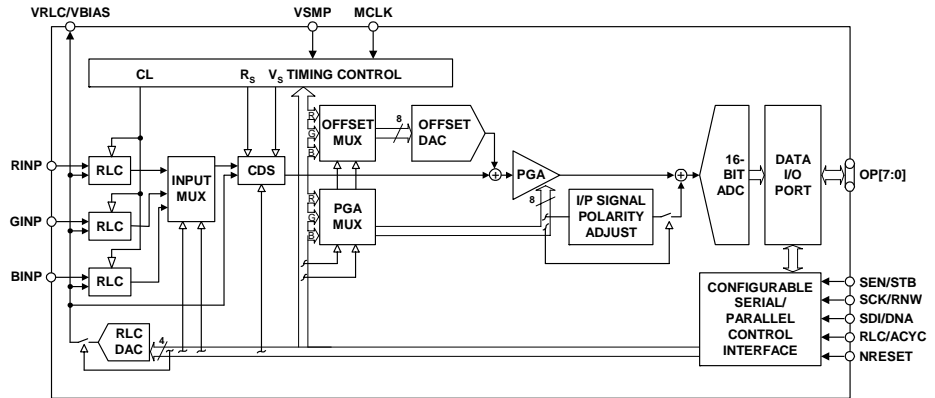 VRLC/VBIAS
VSMP
MCLK
CL
RS
VS TIMING CONTROL
R
G
B
OFFSET
MUX
8
OFFSET
DAC
RINP
RLC
INPUT
MUX
CDS
PGA
16-
BIT
ADC
DATA
I/O
PORT
OP[7:0]
GINP
RLC
R
G
B
PGA
MUX
8
I/P SIGNAL
POLARITY
ADJUST
BINP
RLC
CONFIGURABLE
SERIAL/
PARALLEL
CONTROL
INTERFACE
SEN/STB
SCK/RNW
SDI/DNA
RLC/ACYC
NRESET
RLC
DAC
4